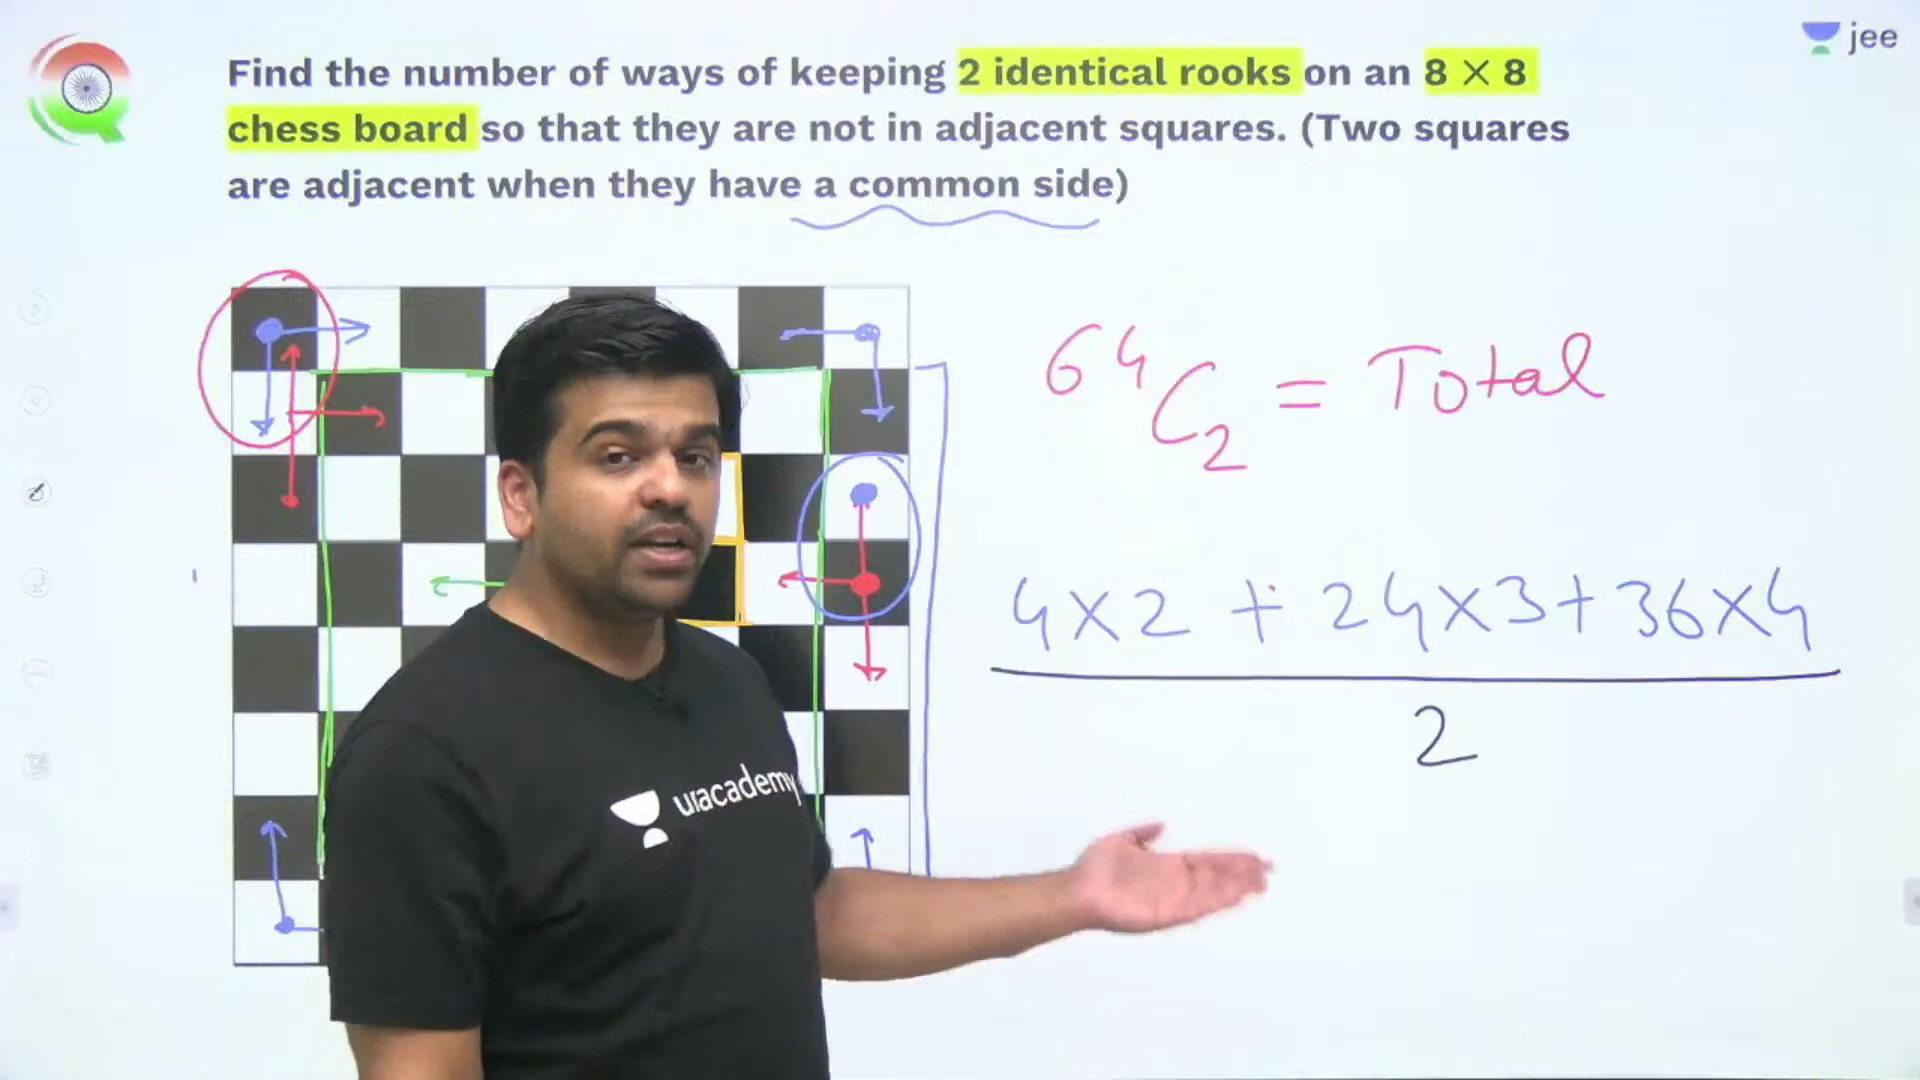 jee
Find the number of ways of keeping 2 identical rooks on an 8 × 8
chess board so that they are not in adjacent squares. (Two squares
are adjacent when they have a common side)
⁶⁴C₂ = Total
4×2 + 24×3 + 36×4
2
unacademy